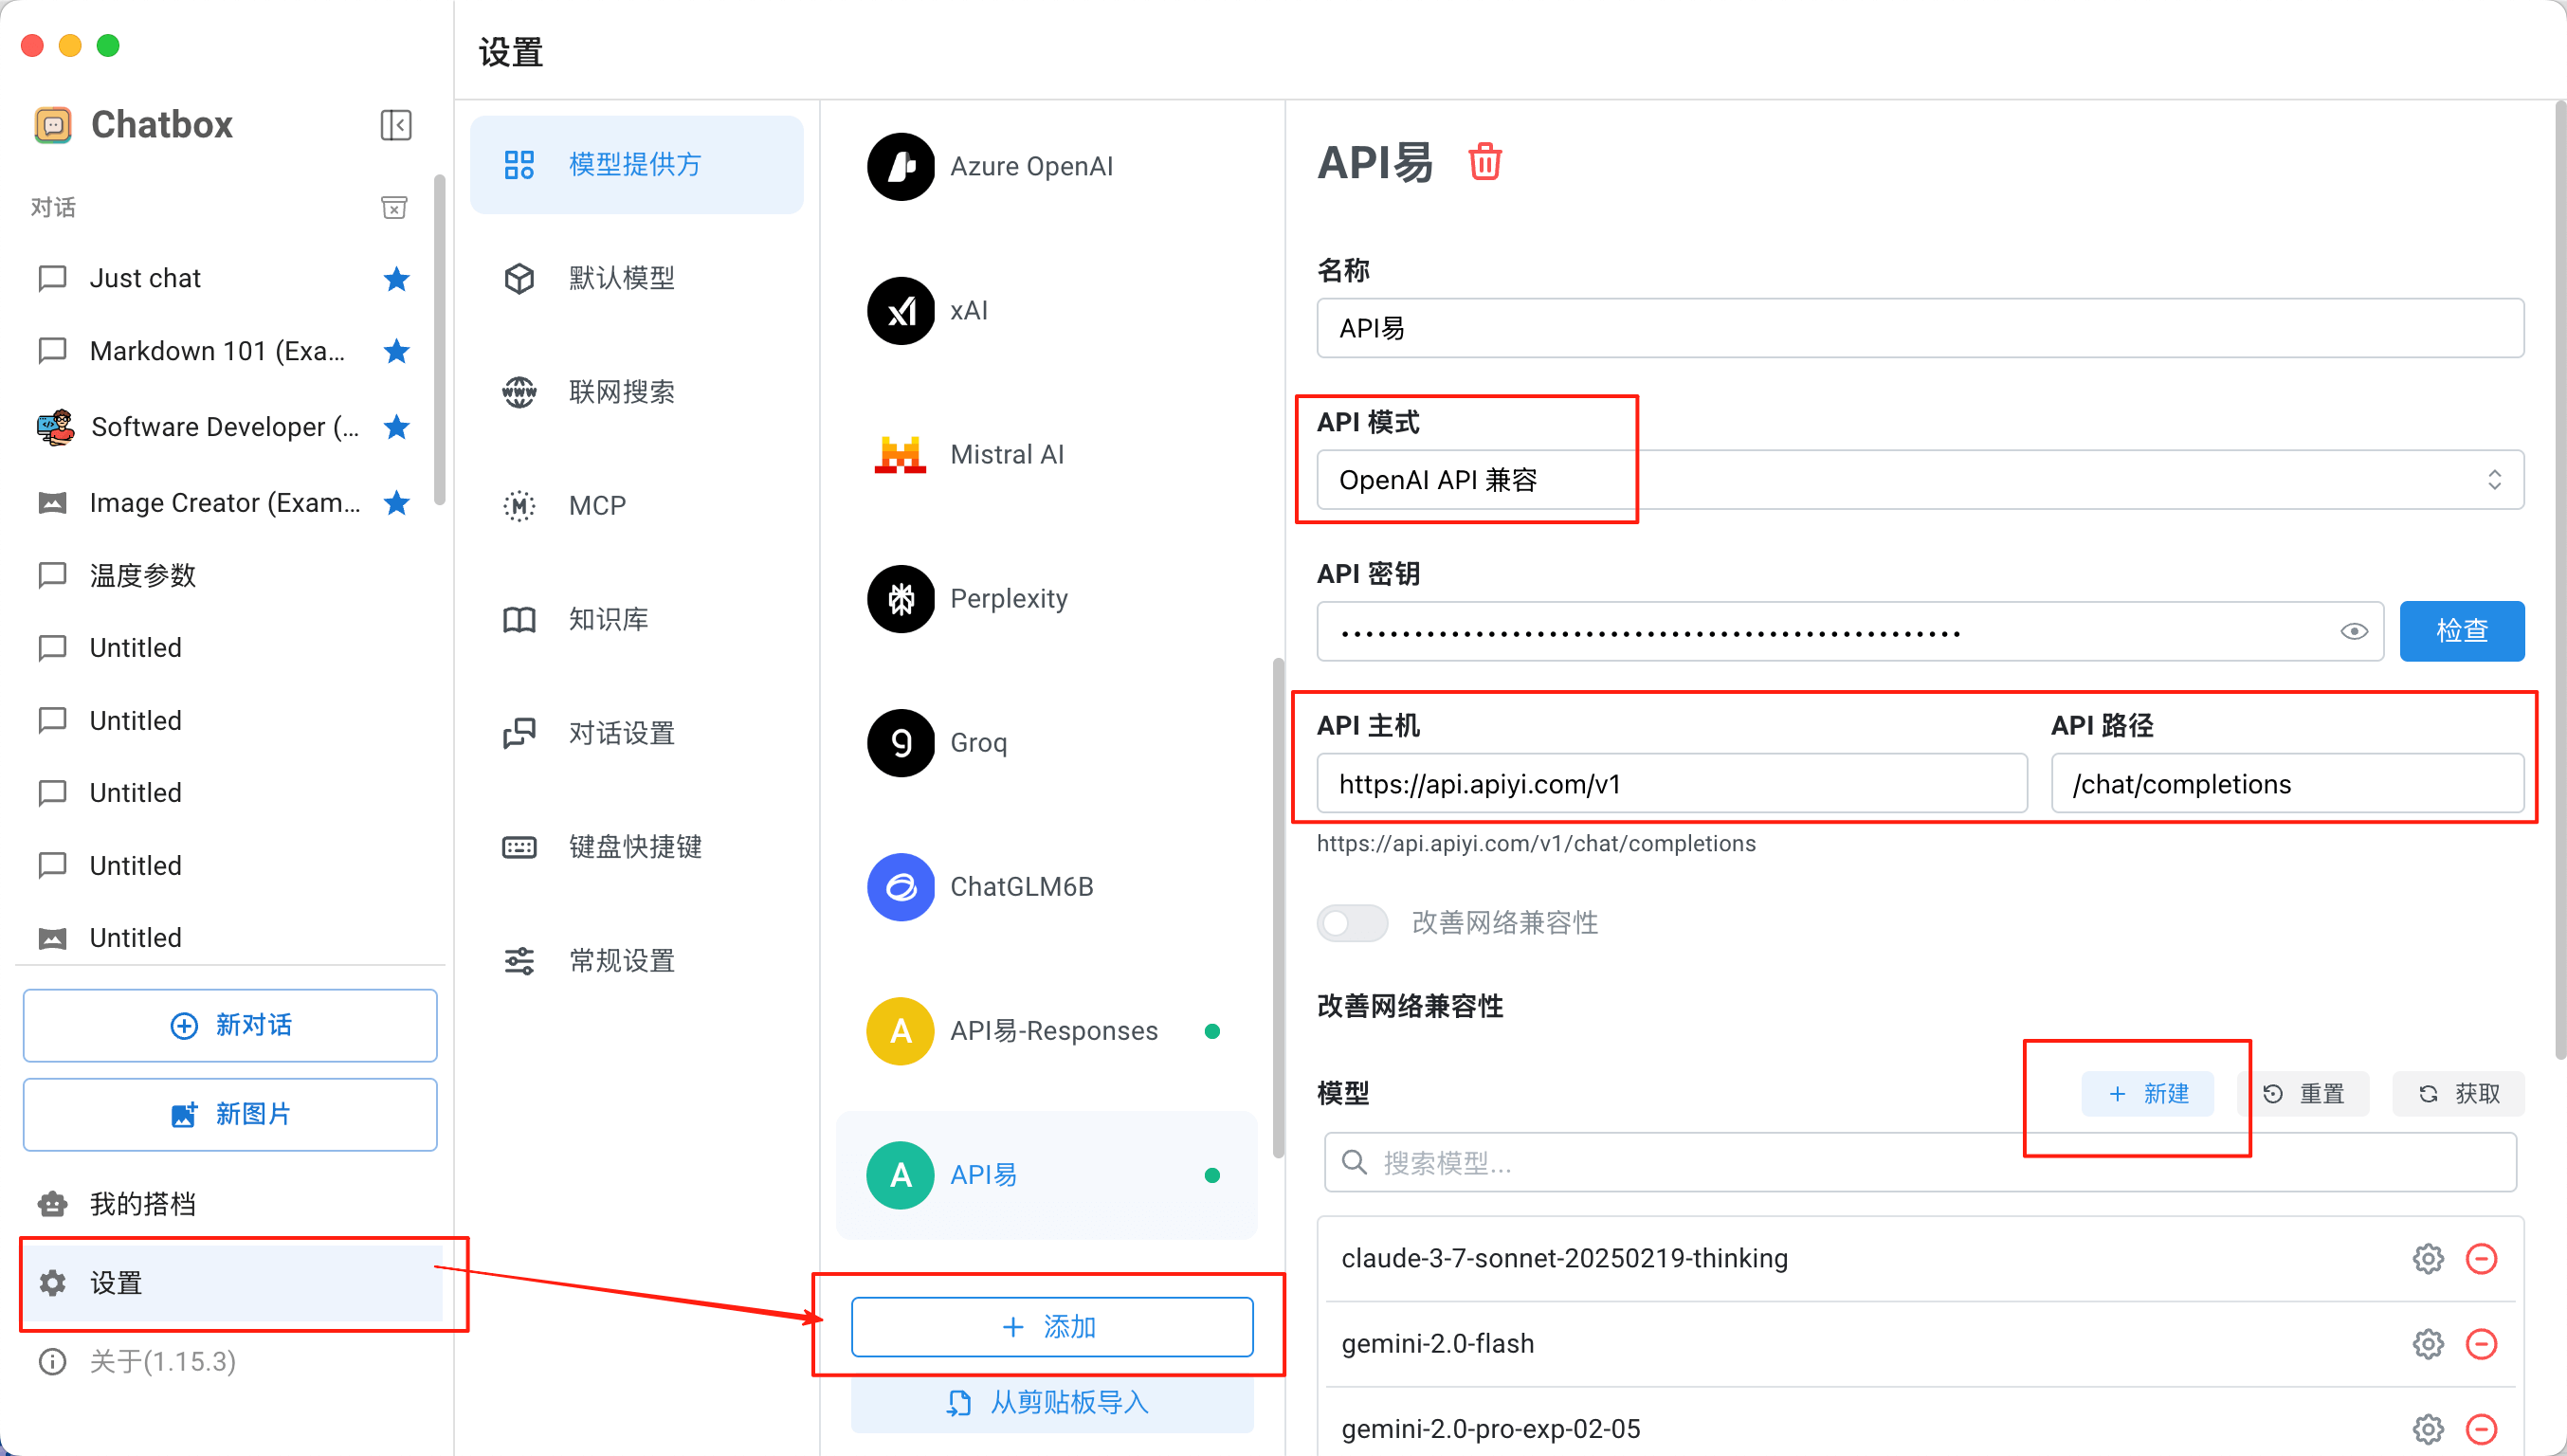 设置
Chatbox
对话
Just chat
Markdown 101 (Exa...
Software Developer (...
Image Creator (Exam...
温度参数
Untitled
Untitled
Untitled
Untitled
Untitled
新对话
新图片
我的搭档
设置
关于(1.15.3)
模型提供方
默认模型
联网搜索
MCP
知识库
对话设置
键盘快捷键
常规设置
Azure OpenAI
xAI
Mistral AI
Perplexity
Groq
ChatGLM6B
A API易-Responses
A API易
+ 添加
从剪贴板导入
API易
名称
API易
API 模式
OpenAI API 兼容
API 密钥
检查
API 主机 API 路径
https://api.apiyi.com/v1 /chat/completions
https://api.apiyi.com/v1/chat/completions
改善网络兼容性
改善网络兼容性
模型 + 新建 重置 获取
搜索模型...
claude-3-7-sonnet-20250219-thinking
gemini-2.0-flash
gemini-2.0-pro-exp-02-05